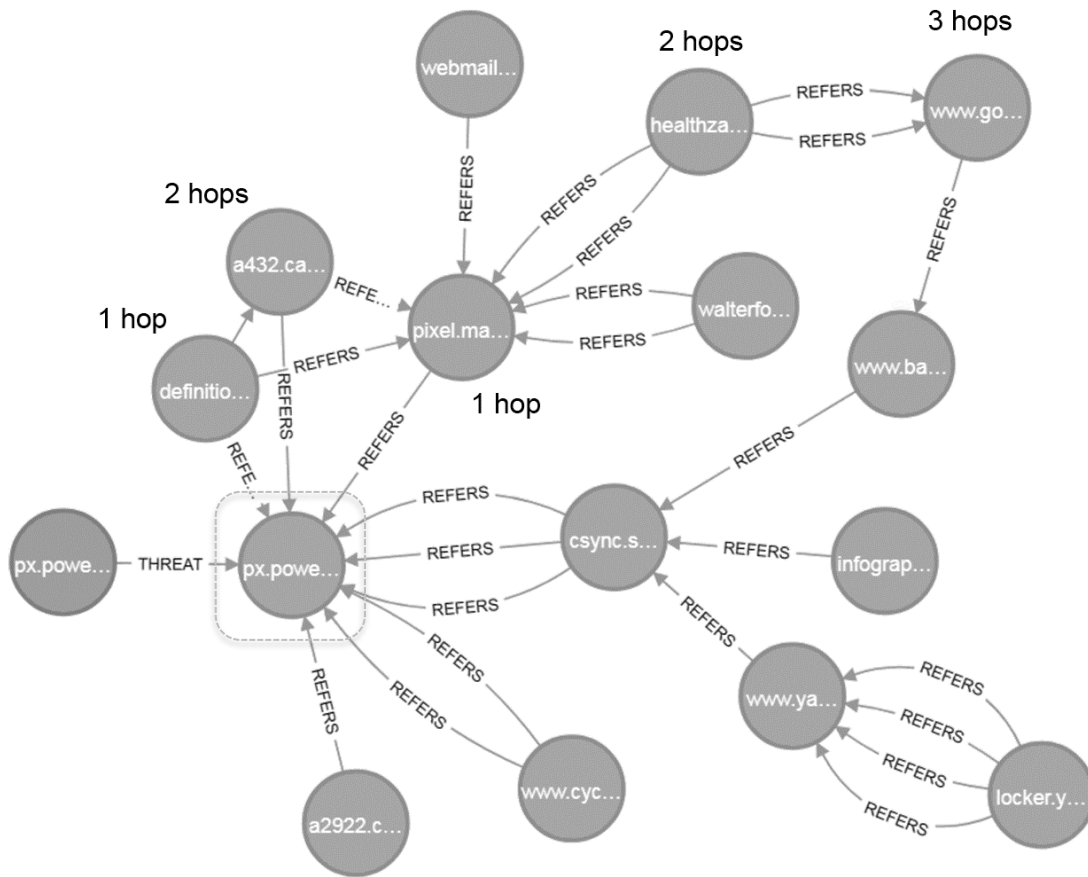 3 hops
2 hops
webmail...
healthza...
REFERS
REFERS
www.go...
REFERS
REFERS
REFERS
REFERS
2 hops
a432.ca...
REFE...
1 hop
pixel.ma...
REFERS
REFERS
walterfo...
definitio...
REFERS
REFERS
www.ba...
1 hop
REFE...
REFERS
REFERS
px.powe...
THREAT
px.powe...
REFERS
REFERS
REFERS
csync.s...
REFERS
infograp...
REFERS
REFERS
REFERS
REFERS
a2922.c...
www.cyc...
www.ya...
REFERS
REFERS
REFERS
REFERS
locker.y...